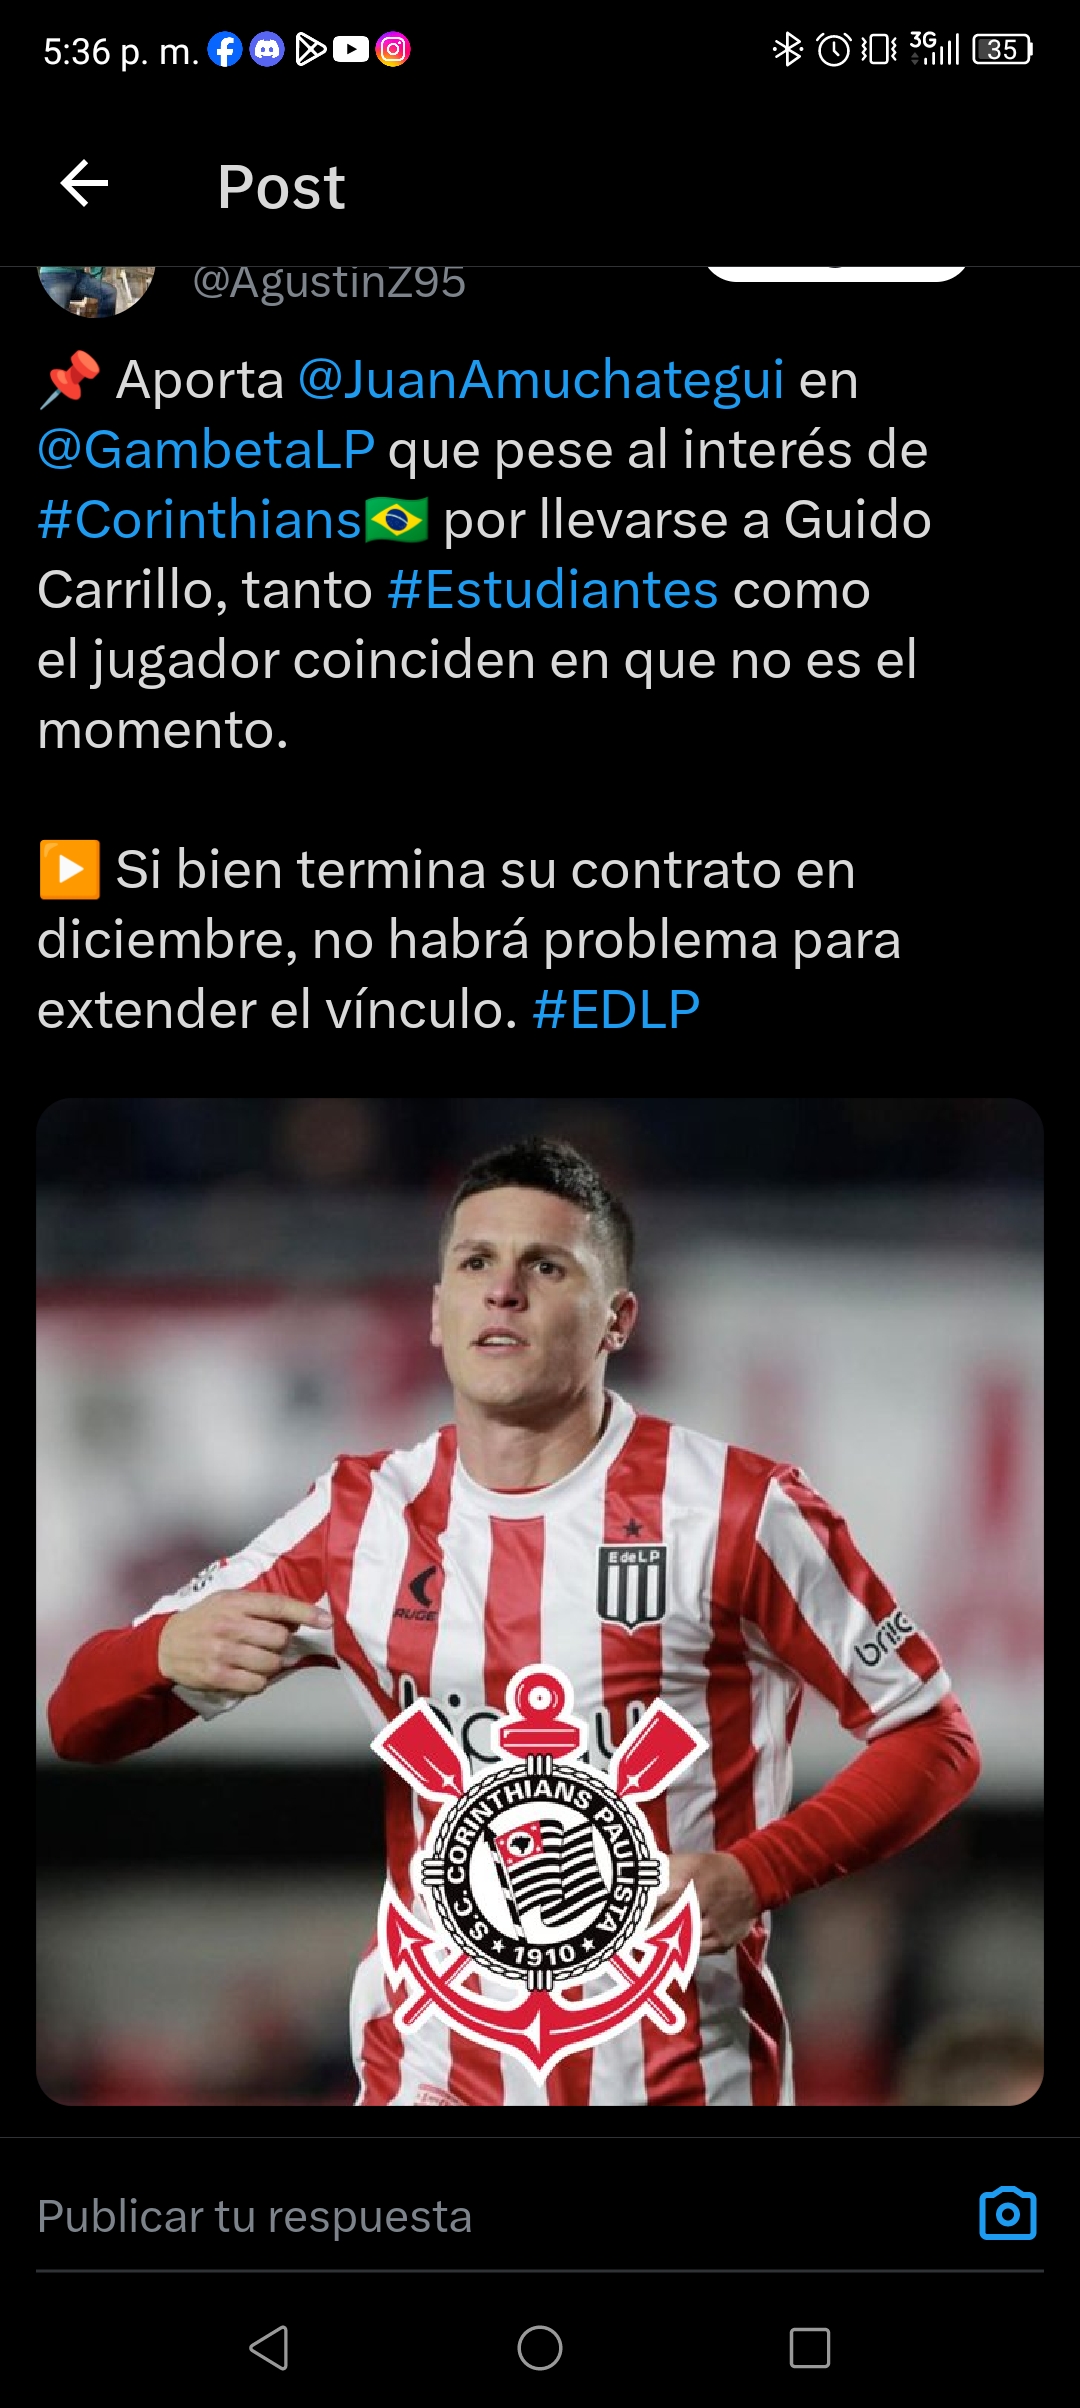 5:36 p. m.
3G
35
Post
@AgustinZ95
📌 Aporta @JuanAmuchategui en
@GambetaLP que pese al interés de
#Corinthians🇧🇷 por llevarse a Guido
Carrillo, tanto #Estudiantes como
el jugador coinciden en que no es el
momento.
▶️ Si bien termina su contrato en
diciembre, no habrá problema para
extender el vínculo. #EDLP
EdeLP
RUGE
S.C. CORINTHIANS PAULISTA
1910
Publicar tu respuesta